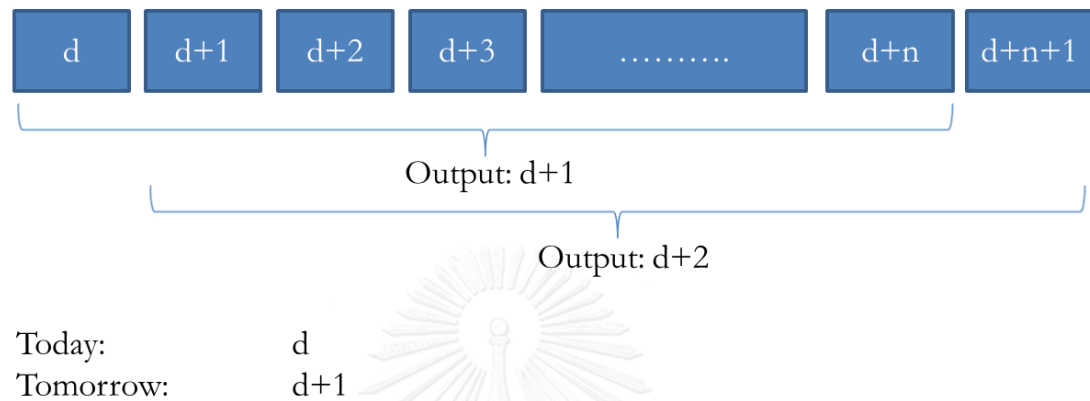 d d+1 d+2 d+3 ………. d+n d+n+1
Output: d+1
Output: d+2
Today: d
Tomorrow: d+1